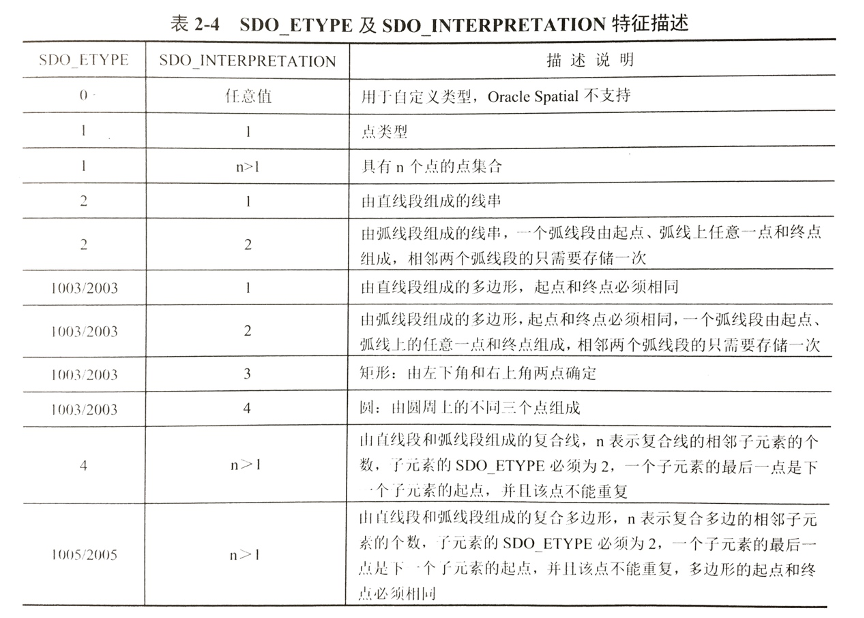 表 2-4 SDO_ETYPE 及 SDO_INTERPRETATION 特征描述
SDO_ETYPE SDO_INTERPRETATION 描 述 说 明
0 任意值 用于自定义类型，Oracle Spatial 不支持
1 1 点类型
1 n>1 具有 n 个点的点集合
2 1 由直线段组成的线串
2 2 由弧线段组成的线串，一个弧线段由起点、弧线上任意一点和终点
组成，相邻两个弧线段的只需要存储一次
1003/2003 1 由直线段组成的多边形，起点和终点必须相同
1003/2003 2 由弧线段组成的多边形，起点和终点必须相同，一个弧线段由起点、
弧线上的任意一点和终点组成，相邻两个弧线段的只需要存储一次
1003/2003 3 矩形：由左下角和右上角两点确定
1003/2003 4 圆：由圆周上的不同三个点组成
4 n＞1 由直线段和弧线段组成的复合线，n 表示复合线的相邻子元素的个
数，子元素的 SDO_ETYPE 必须为 2，一个子元素的最后一点是下
一个子元素的起点，并且该点不能重复
1005/2005 n＞1 由直线段和弧线段组成的复合多边形，n 表示复合多边的相邻子元
素的个数，子元素的 SDO_ETYPE 必须为 2，一个子元素的最后一
点是下一个子元素的起点，并且该点不能重复，多边形的起点和终
点必须相同